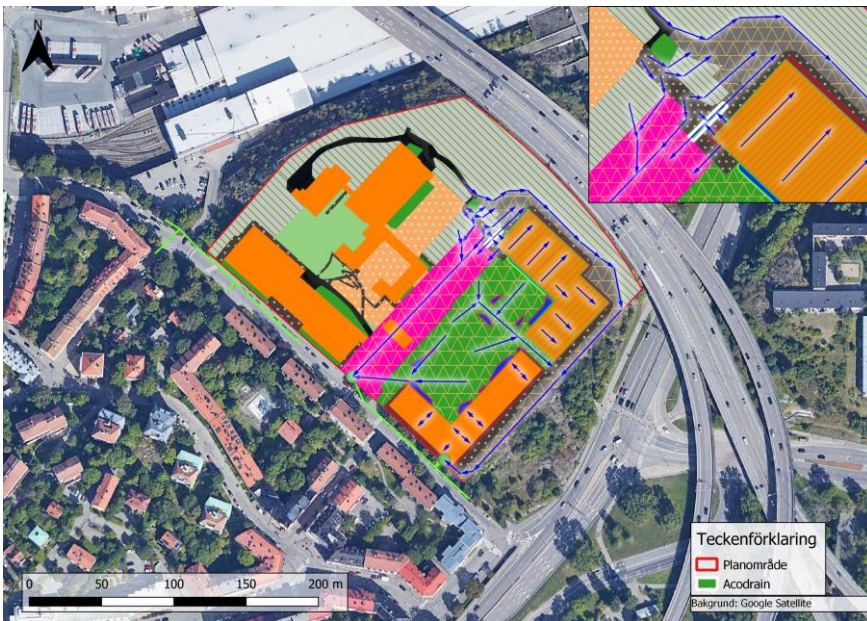 N
Teckenförklaring
Planområde
Acodrain
Bakgrund: Google Satellite
0 50 100 150 200 m